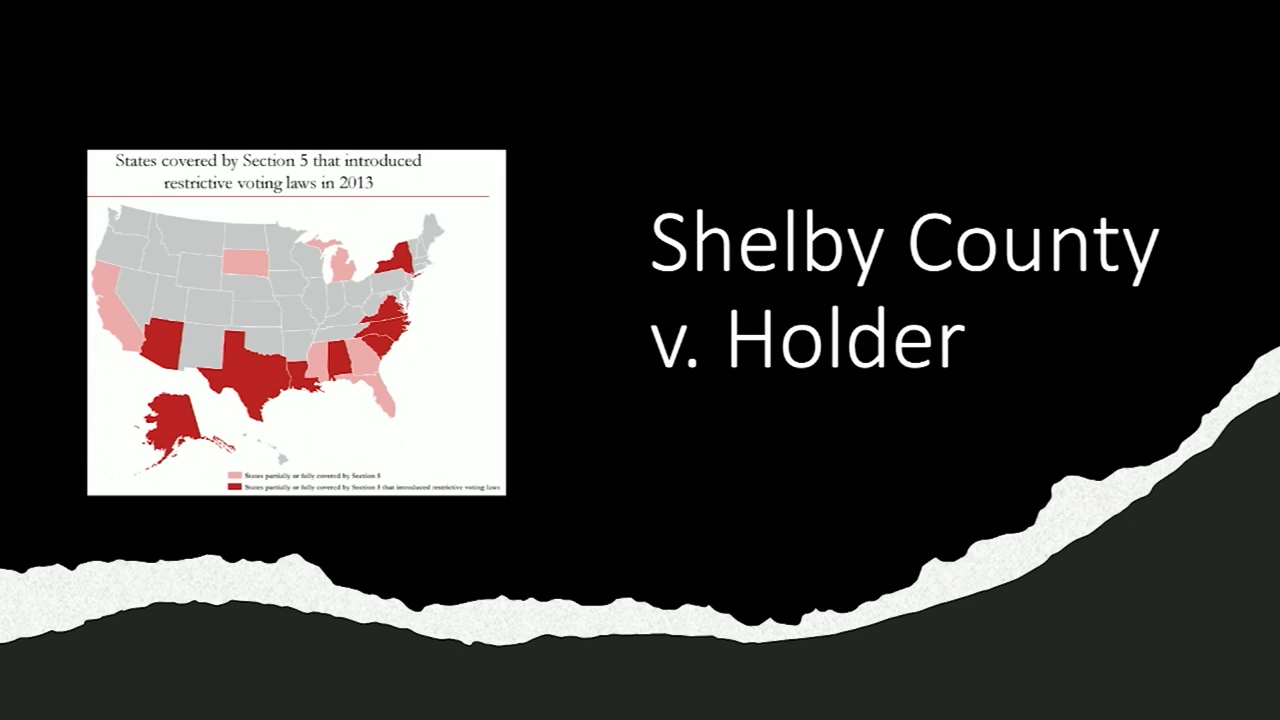 States covered by Section 5 that introduced
restrictive voting laws in 2013
Shelby County
v. Holder
States partially or fully covered by Section 5
States partially or fully covered by Section 5 that introduced restrictive voting laws